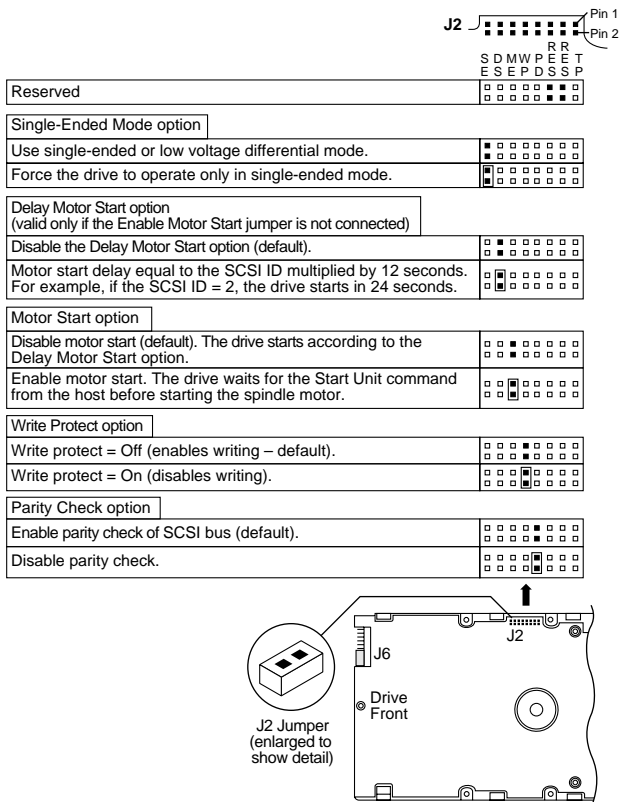 Pin 1
J2
Pin 2
R R
S D M W P E E T
E S E P D S S P
Reserved
Single-Ended Mode option
Use single-ended or low voltage differential mode.
Force the drive to operate only in single-ended mode.
Delay Motor Start option
(valid only if the Enable Motor Start jumper is not connected)
Disable the Delay Motor Start option (default).
Motor start delay equal to the SCSI ID multiplied by 12 seconds.
For example, if the SCSI ID = 2, the drive starts in 24 seconds.
Motor Start option
Disable motor start (default). The drive starts according to the
Delay Motor Start option.
Enable motor start. The drive waits for the Start Unit command
from the host before starting the spindle motor.
Write Protect option
Write protect = Off (enables writing – default).
Write protect = On (disables writing).
Parity Check option
Enable parity check of SCSI bus (default).
Disable parity check.
J2
J6
Drive
Front
J2 Jumper
(enlarged to
show detail)